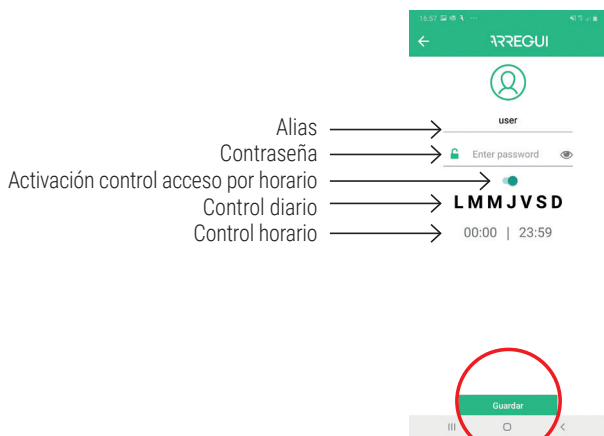 16:57
ARREGUI
user
Alias
Enter password
Contraseña
Activación control acceso por horario
LMMJVSD
Control diario
00:00 | 23:59
Control horario
Guardar